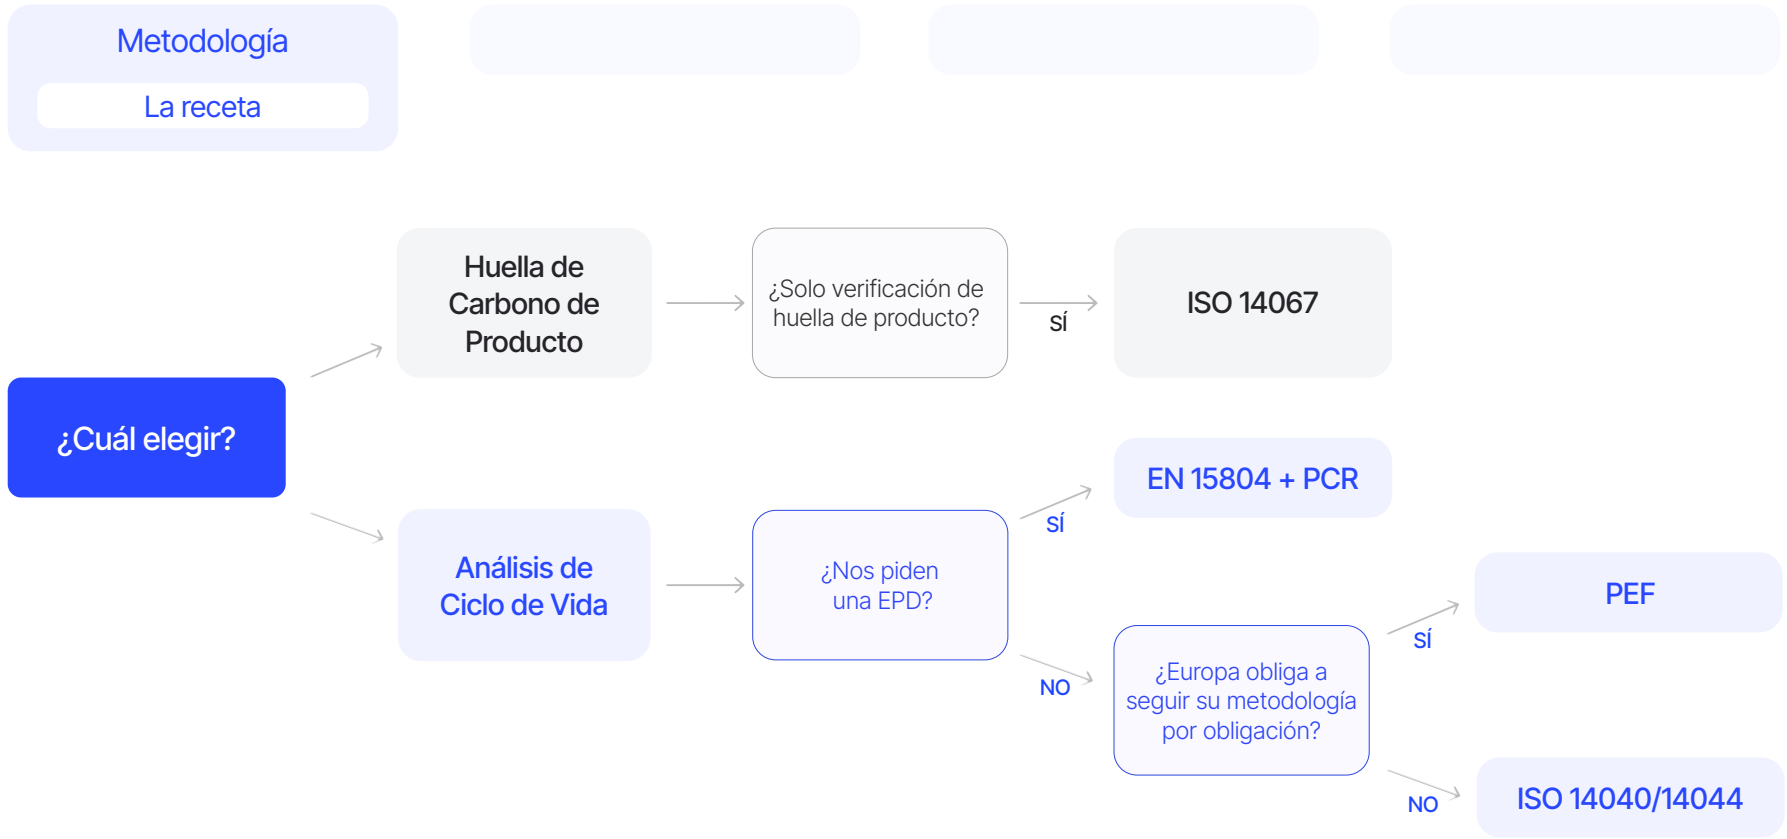 Metodología
La receta
¿Cuál elegir?
Huella de
Carbono de
Producto
¿Solo verificación de
huella de producto?
SÍ
ISO 14067
Análisis de
Ciclo de Vida
¿Nos piden
una EPD?
SÍ
EN 15804 + PCR
NO
¿Europa obliga a
seguir su metodología
por obligación?
SÍ
PEF
NO
ISO 14040/14044